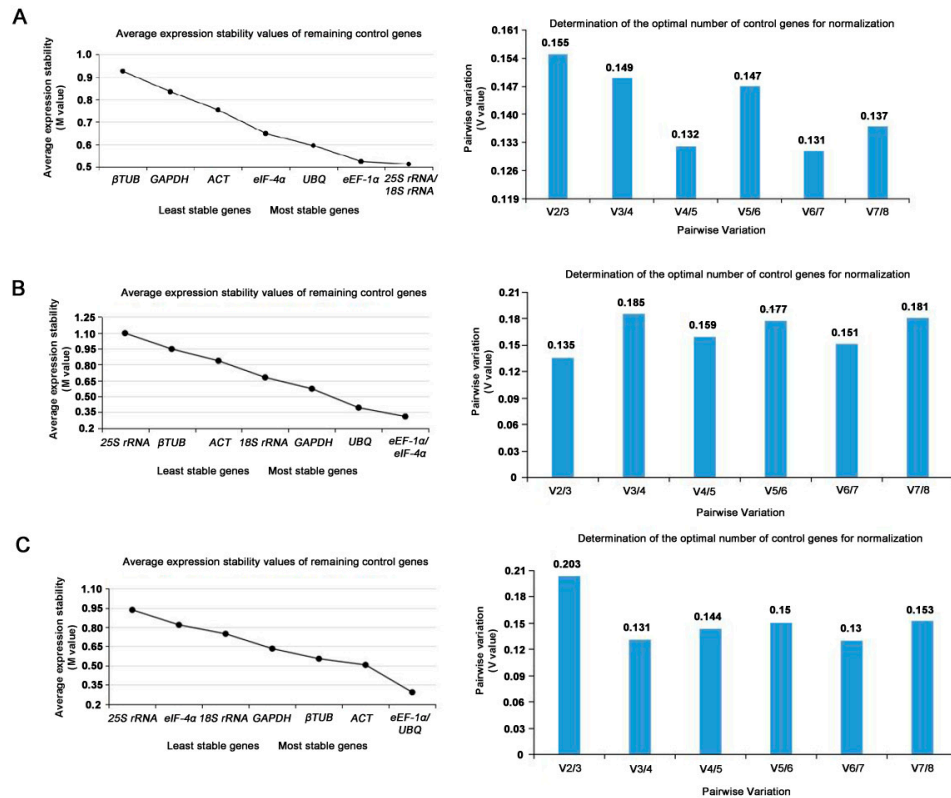 A
Average expression stability values of remaining control genes
Average expression stability
(M value)
1.0
0.9
0.8
0.7
0.6
0.5
βTUB GAPDH ACT eIF-4α UBQ eEF-1α 25S rRNA/
18S rRNA
Least stable genes Most stable genes
Determination of the optimal number of control genes for normalization
Pairwise variation
(V value)
0.161
0.154
0.147
0.140
0.133
0.126
0.119
0.155
0.149
0.132
0.147
0.131
0.137
V2/3 V3/4 V4/5 V5/6 V6/7 V7/8
Pairwise Variation
B
Average expression stability values of remaining control genes
Average expression stability
(M value)
1.25
1.10
0.95
0.80
0.65
0.50
0.35
0.2
25S rRNA βTUB ACT 18S rRNA GAPDH UBQ eEF-1α/
eIF-4α
Least stable genes Most stable genes
Determination of the optimal number of control genes for normalization
Pairwise variation
(V value)
0.21
0.18
0.15
0.12
0.09
0.06
0.03
0
0.135
0.185
0.159
0.177
0.151
0.181
V2/3 V3/4 V4/5 V5/6 V6/7 V7/8
Pairwise Variation
C
Average expression stability values of remaining control genes
Average expression stability
(M value)
1.10
0.95
0.80
0.65
0.50
0.35
0.2
25S rRNA eIF-4α 18S rRNA GAPDH βTUB ACT eEF-1α/
UBQ
Least stable genes Most stable genes
Determination of the optimal number of control genes for normalization
Pairwise variation
(V value)
0.21
0.18
0.15
0.12
0.09
0.06
0.03
0
0.203
0.131
0.144
0.15
0.13
0.153
V2/3 V3/4 V4/5 V5/6 V6/7 V7/8
Pairwise Variation